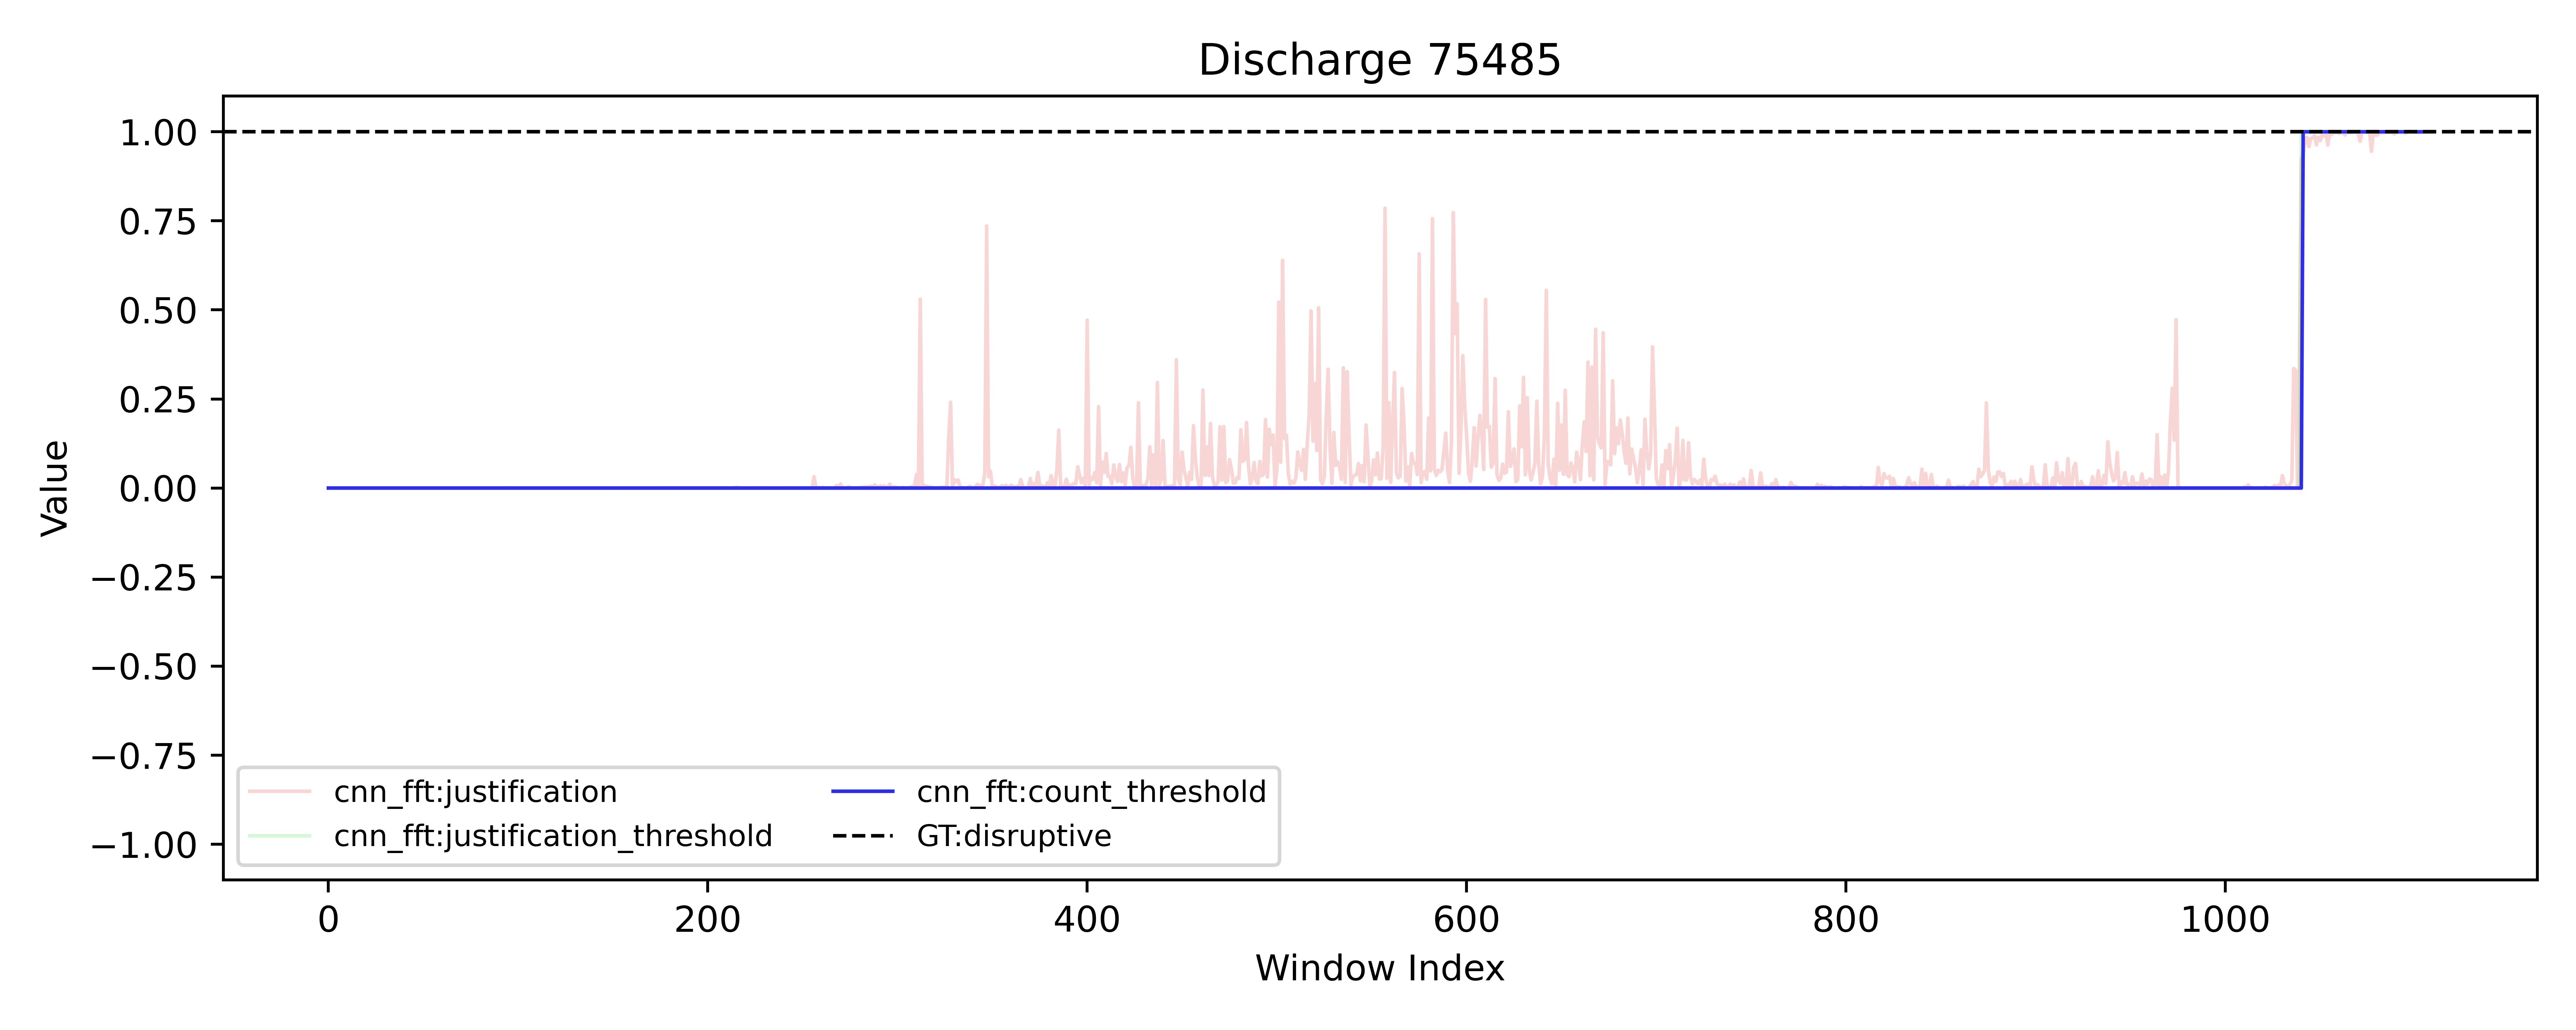 Discharge 75485
1.00
0.75
0.50
0.25
0.00
−0.25
−0.50
−0.75
−1.00
Value
cnn_fft:justification
cnn_fft:justification_threshold
cnn_fft:count_threshold
GT:disruptive
0 200 400 600 800 1000
Window Index